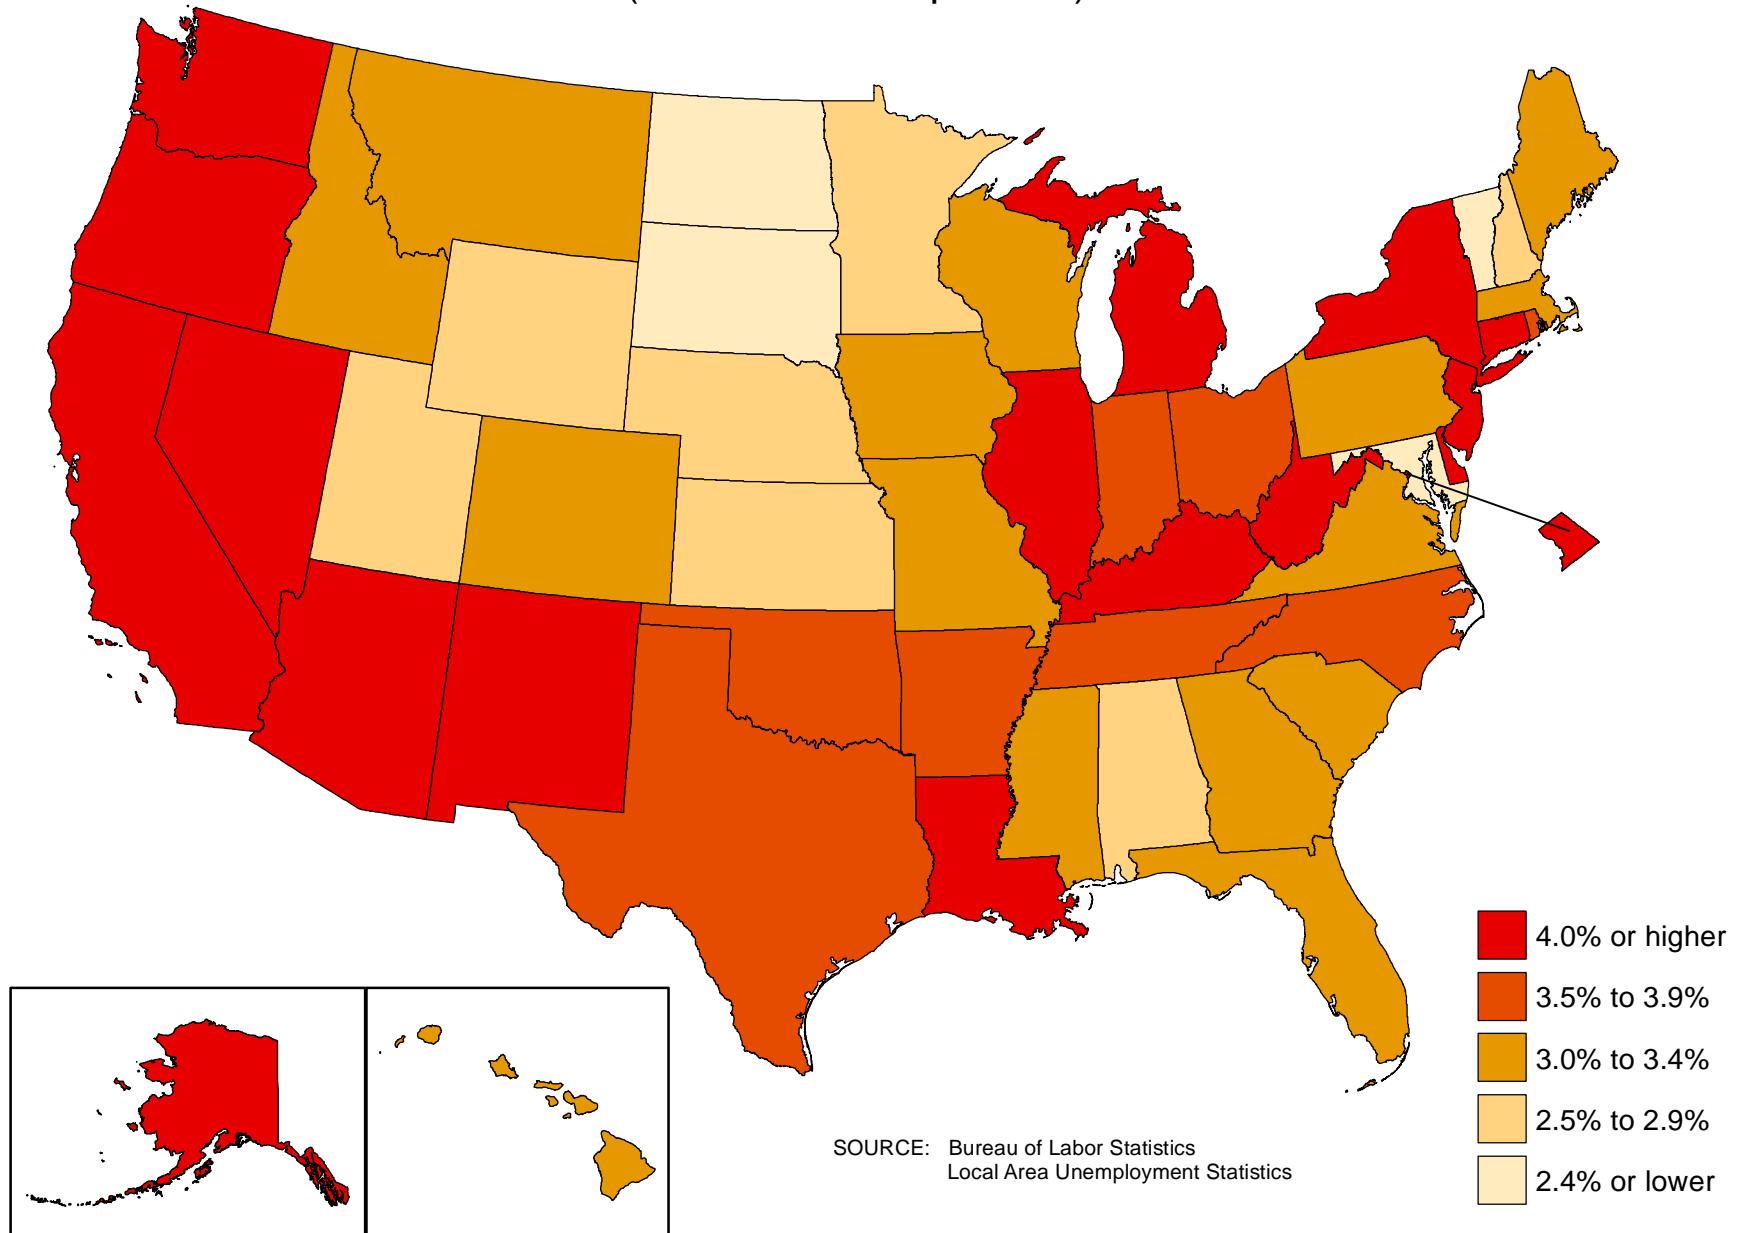 4.0% or higher
3.5% to 3.9%
3.0% to 3.4%
2.5% to 2.9%
2.4% or lower
SOURCE: Bureau of Labor Statistics
Local Area Unemployment Statistics